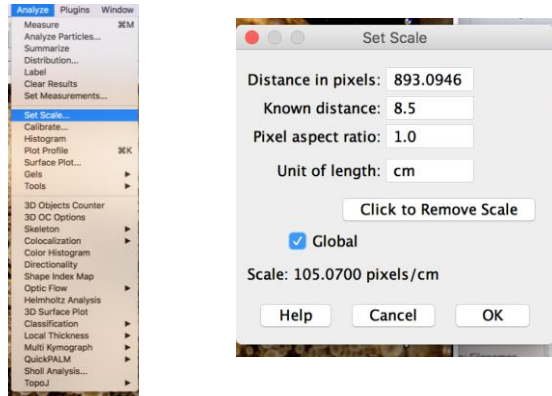 Analyze Plugins Window
Measure ⌘M
Analyze Particles...
Summarize
Distribution...
Label
Clear Results
Set Measurements...
Set Scale...
Calibrate...
Histogram
Plot Profile ⌘K
Surface Plot...
Gels
Tools
3D Objects Counter
3D OC Options
Skeleton
Colocalization
Color Histogram
Directionality
Shape Index Map
Optic Flow
Helmholtz Analysis
3D Surface Plot
Classification
Local Thickness
Multi Kymograph
QuickPALM
Sholl Analysis...
TopoJ
Set Scale
Distance in pixels: 893.0946
Known distance: 8.5
Pixel aspect ratio: 1.0
Unit of length: cm
Click to Remove Scale
Global
Scale: 105.0700 pixels/cm
Help Cancel OK